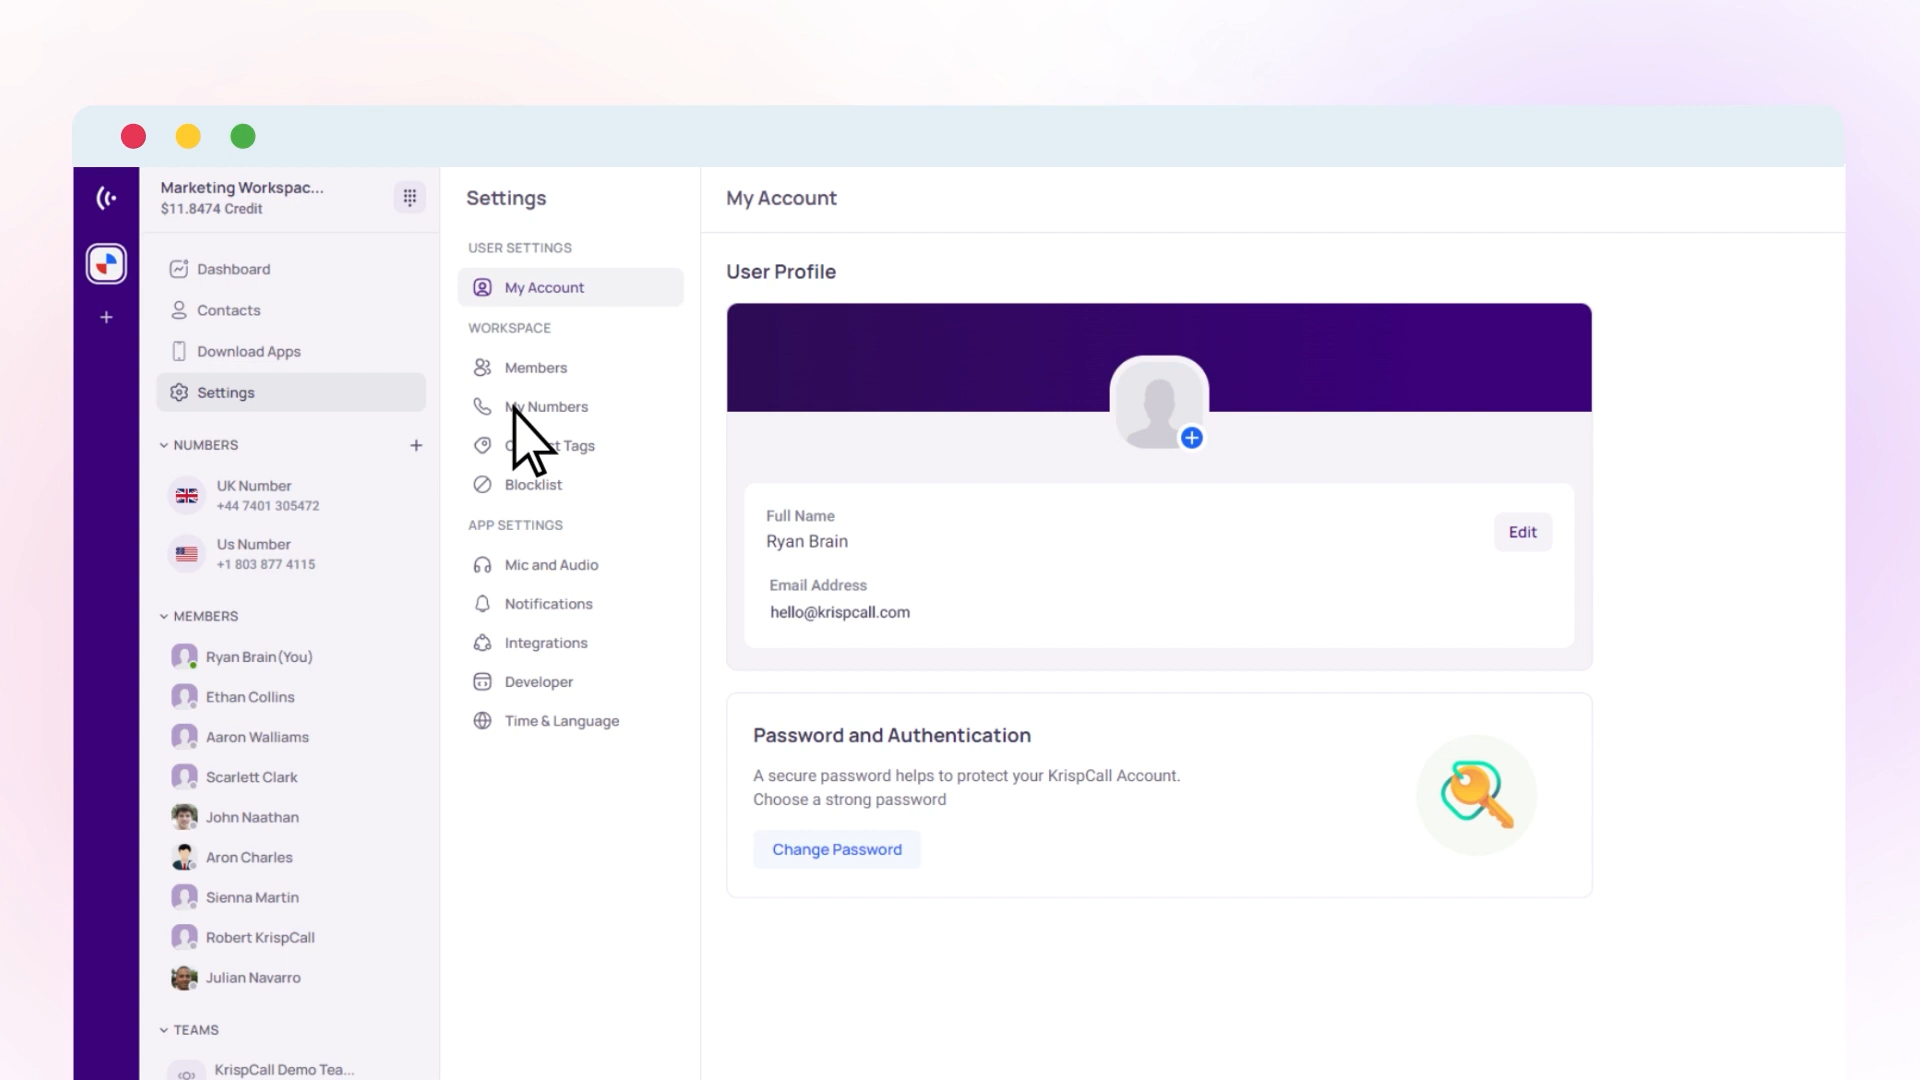 Marketing Workspac...
$11.8474 Credit
Dashboard
Contacts
Download Apps
Settings
NUMBERS
UK Number
+44 7401 305472
Us Number
+1 803 877 4115
MEMBERS
Ryan Brain(You)
Ethan Collins
Aaron Walliams
Scarlett Clark
John Naathan
Aron Charles
Sienna Martin
Robert KrispCall
Julian Navarro
TEAMS
KrispCall Demo Tea...
Settings
USER SETTINGS
My Account
WORKSPACE
Members
My Numbers
Tags
Blocklist
APP SETTINGS
Mic and Audio
Notifications
Integrations
Developer
Time & Language
My Account
User Profile
Full Name
Ryan Brain
Edit
Email Address
hello@krispcall.com
Password and Authentication
A secure password helps to protect your KrispCall Account.
Choose a strong password
Change Password